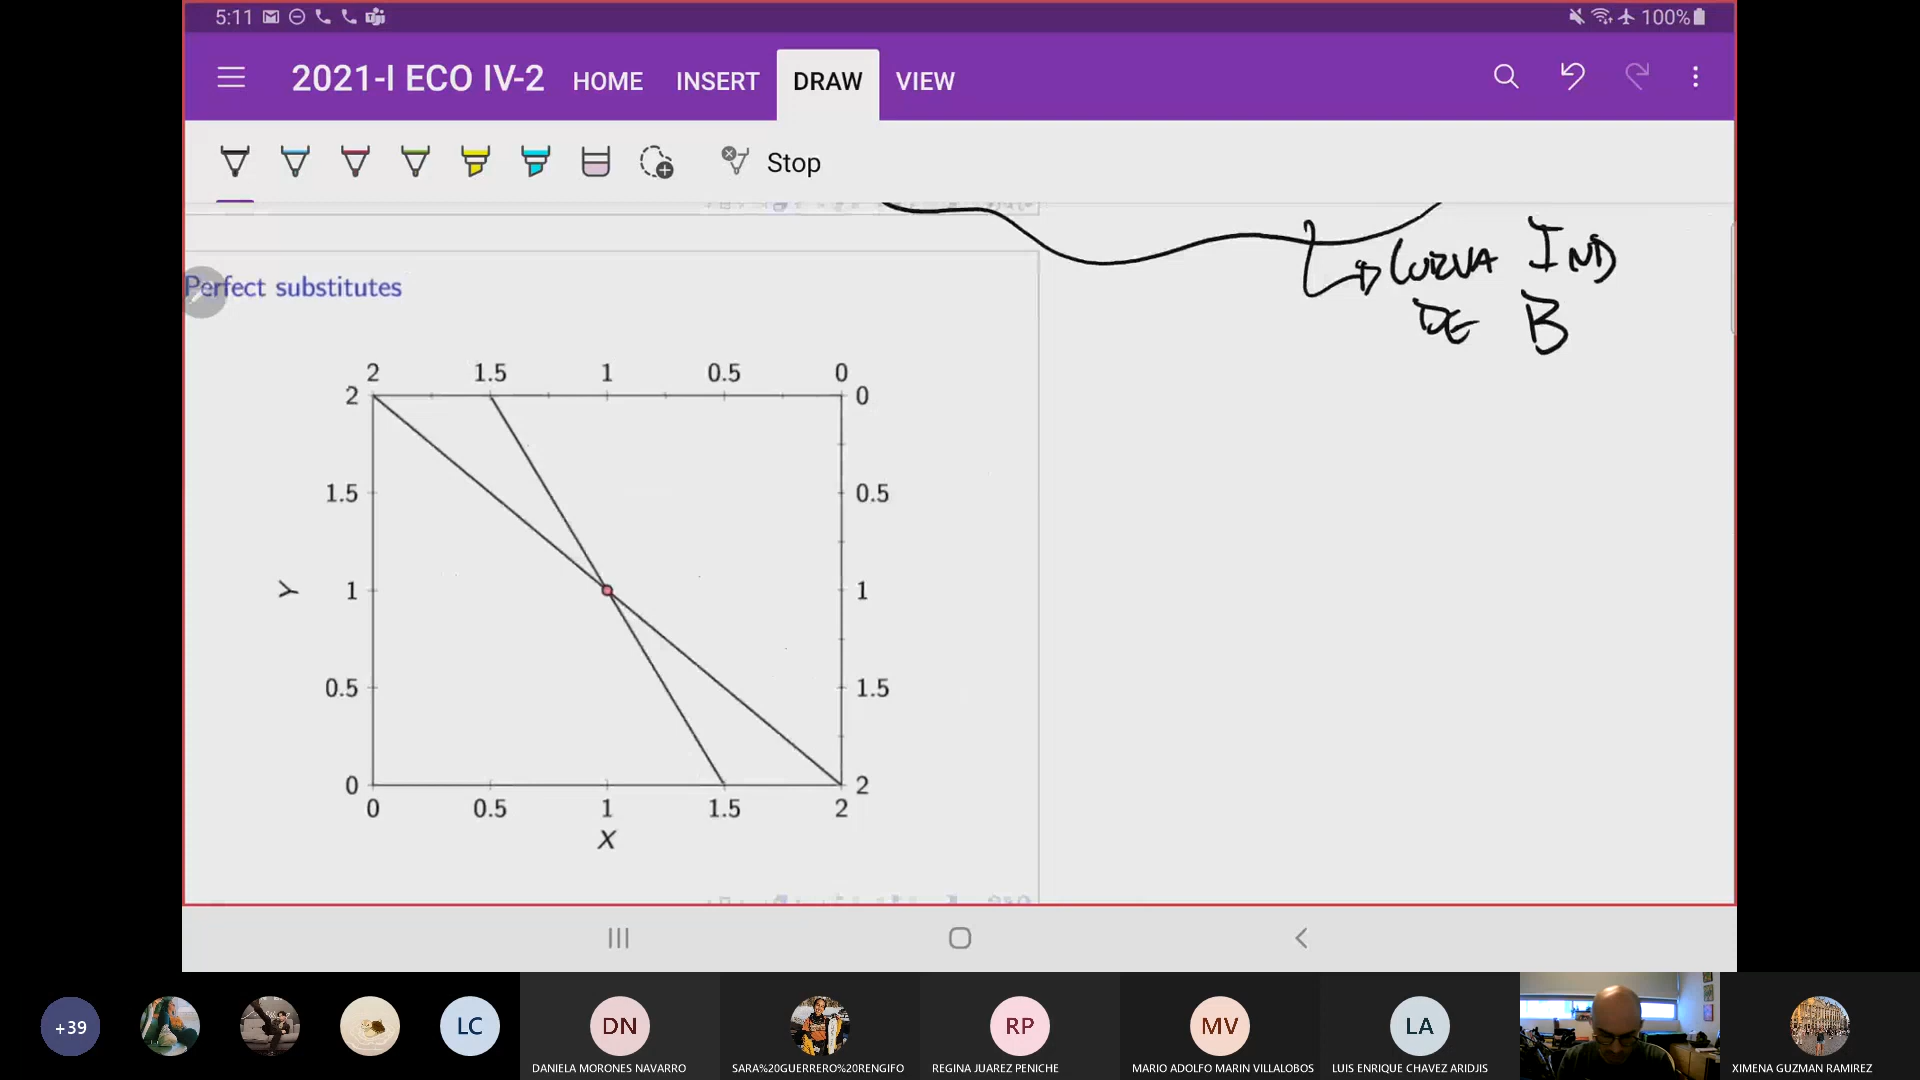 5:11 100%
2021-I ECO IV-2 HOME INSERT DRAW VIEW
Stop
CURVA IND
DE B
Perfect substitutes
2 1.5 1 0.5 0
2 0
1.5 0.5
Y 1 1
0.5 1.5
0 2
0 0.5 1 1.5 2
X
+39 LC DN RP MV LA
DANIELA MORONES NAVARRO SARA%20GUERRERO%20RENGIFO REGINA JUAREZ PENICHE MARIO ADOLFO MARIN VILLALOBOS LUIS ENRIQUE CHAVEZ ARIDJIS XIMENA GUZMAN RAMIREZ